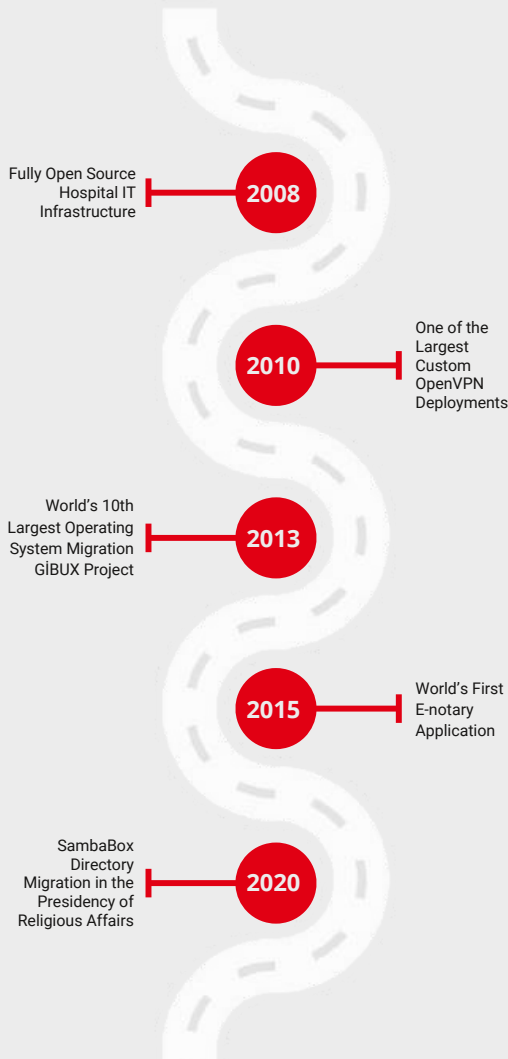 Fully Open Source
Hospital IT
Infrastructure
2008
2010
One of the
Largest
Custom
OpenVPN
Deployments
World’s 10th
Largest Operating
System Migration
GİBUX Project
2013
2015
World’s First
E-notary
Application
SambaBox
Directory
Migration in the
Presidency of
Religious Affairs
2020